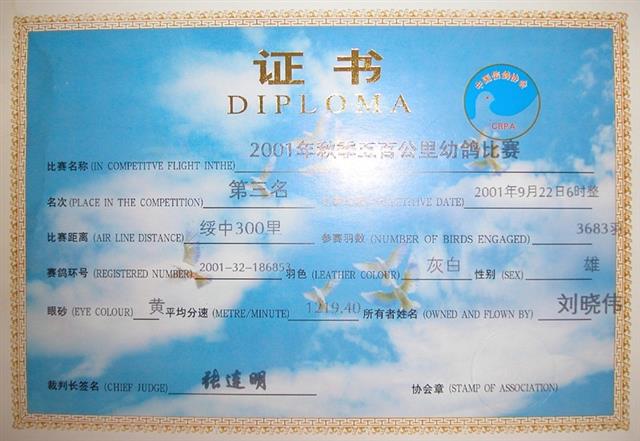 证书
DIPLOMA
中国信鸽协会
CRPA
比赛名称 (IN COMPETITVE FLIGHT INTHE) 2001年秋季五百公里幼鸽比赛
名次 (PLACE IN THE COMPETITION) 第三名 DATE) 2001年9月22日6时整
比赛距离 (AIR LINE DISTANCE) 绥中300里 参赛羽数 (NUMBER OF BIRDS ENGAGED) 3683羽
赛鸽环号 (REGISTERED NUMBER) 2001-32-186853 羽色 (LEATHER COLOUR) 灰白 性别 (SEX) 雄
眼砂 (EYE COLOUR) 黄 平均分速 (METRE/MINUTE) 1219.40 所有者姓名 (OWNED AND FLOWN BY) 刘晓伟
裁判长签名 (CHIEF JUDGE) 张连明 协会章 (STAMP OF ASSOCIATION)